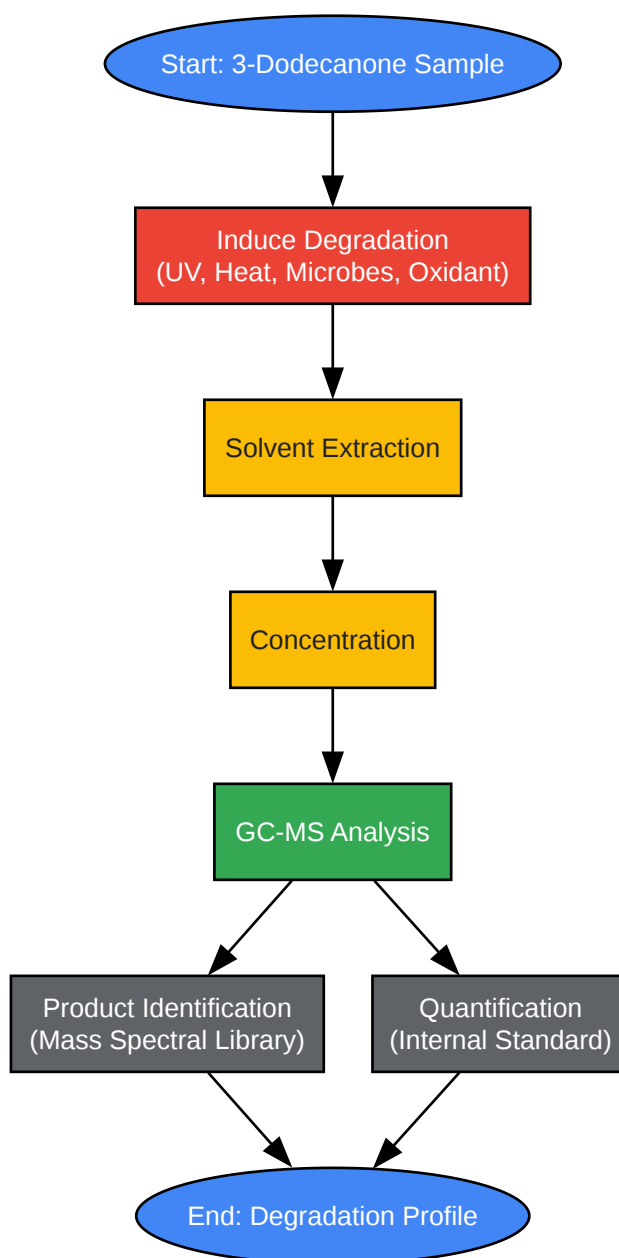 Start: 3-Dodecanone Sample
Induce Degradation
(UV, Heat, Microbes, Oxidant)
Solvent Extraction
Concentration
GC-MS Analysis
Product Identification
(Mass Spectral Library)
Quantification
(Internal Standard)
End: Degradation Profile